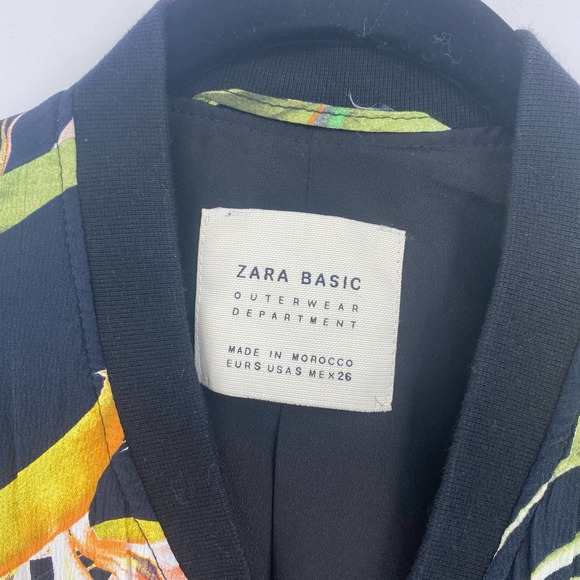 ZARA BASIC
OUTERWEAR
DEPARTMENT
MADE IN MOROCCO
EUR S USA S MEX 26